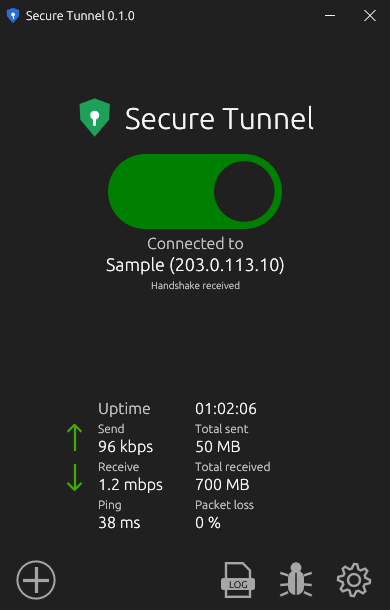 Secure Tunnel 0.1.0
Secure Tunnel
Connected to
Sample (203.0.113.10)
Handshake received
Uptime 01:02:06
Send Total sent
96 kbps 50 MB
Receive Total received
1.2 mbps 700 MB
Ping Packet loss
38 ms 0 %
LOG